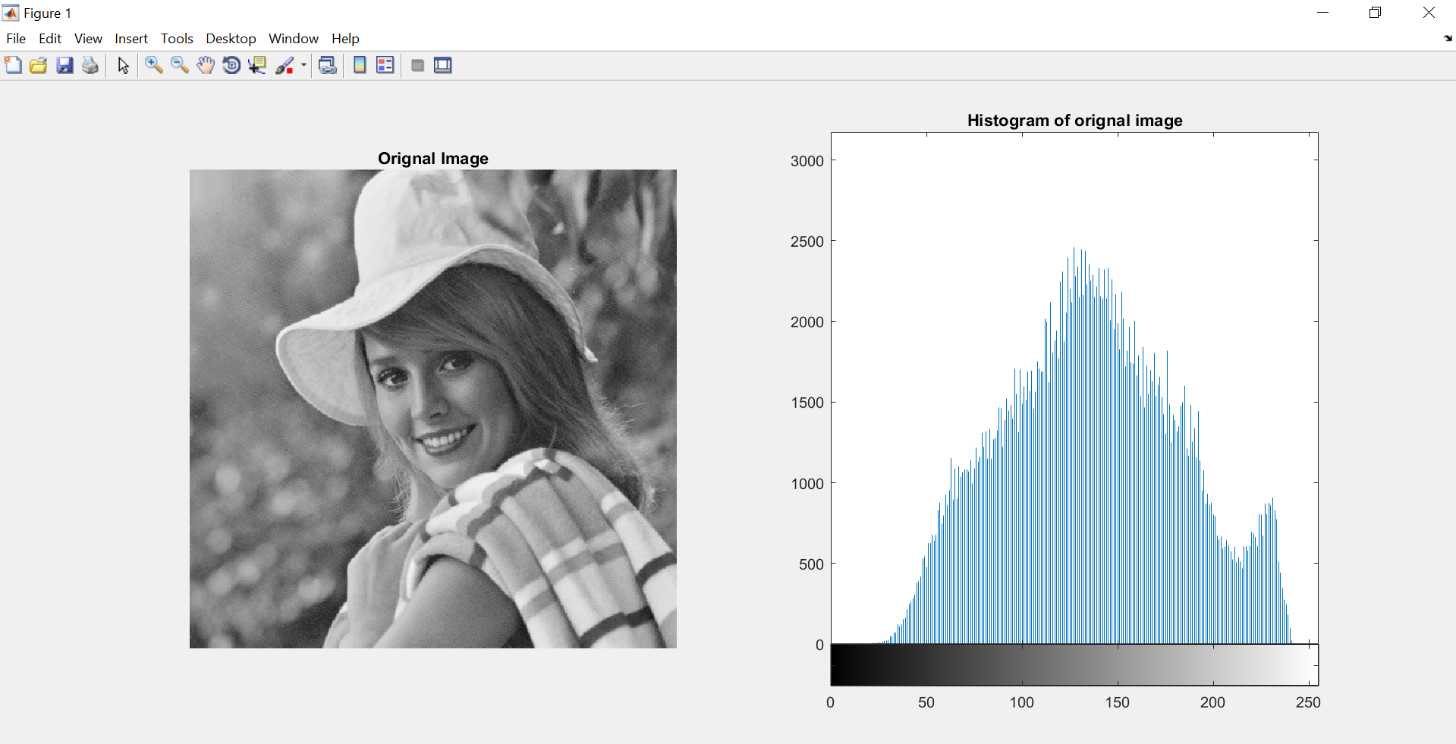 Figure 1
File Edit View Insert Tools Desktop Window Help
Orignal Image
Histogram of orignal image
3000
2500
2000
1500
1000
500
0
0 50 100 150 200 250